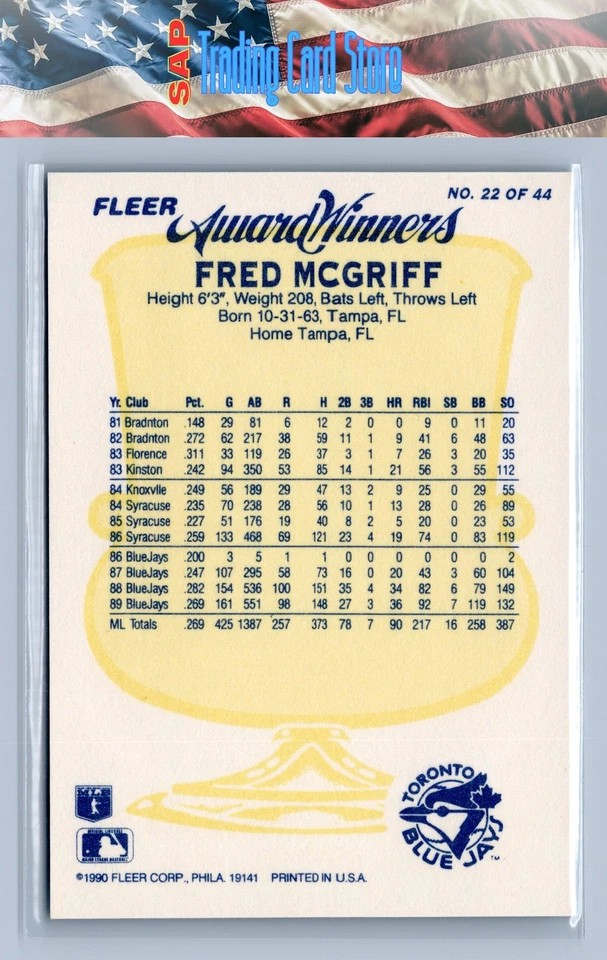 SAP Trading Card Store
FLEER Award Winners NO. 22 OF 44
FRED MCGRIFF
Height 6'3", Weight 208, Bats Left, Throws Left
Born 10-31-63, Tampa, FL
Home Tampa, FL
Yr. Club Pct. G AB R H 2B 3B HR RBI SB BB SO
81 Bradnton .148 29 81 6 12 2 0 0 9 0 11 20
82 Bradnton .272 62 217 38 59 11 1 9 41 6 48 63
83 Florence .311 33 119 26 37 3 1 7 26 3 20 35
83 Kinston .242 94 350 53 85 14 1 21 56 3 55 112
84 Knoxvlle .249 56 189 29 47 13 2 9 25 0 29 55
84 Syracuse .235 70 238 28 56 10 1 13 28 0 26 89
85 Syracuse .227 51 176 19 40 8 2 5 20 0 23 53
86 Syracuse .259 133 468 69 121 23 4 19 74 0 83 119
86 BlueJays .200 3 5 1 1 0 0 0 0 0 0 2
87 BlueJays .247 107 295 58 73 16 0 20 43 3 60 104
88 BlueJays .282 154 536 100 151 35 4 34 82 6 79 149
89 BlueJays .269 161 551 98 148 27 3 36 92 7 119 132
ML Totals .269 425 1387 257 373 78 7 90 217 16 258 387
TORONTO
BLUE JAYS TM
©1990 FLEER CORP., PHILA. 19141 PRINTED IN U.S.A.